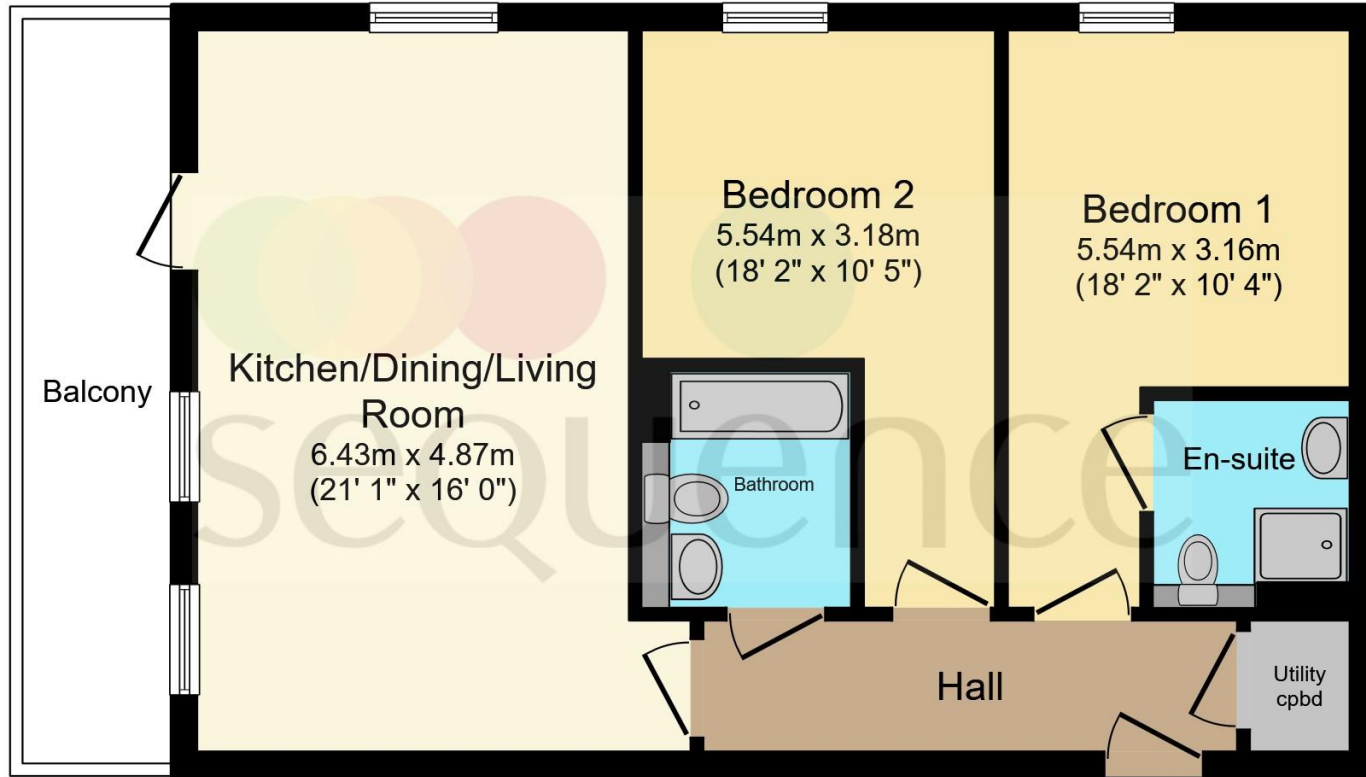 Balcony
Kitchen/Dining/Living
Room
6.43m x 4.87m
(21' 1" x 16' 0")
Bedroom 2
5.54m x 3.18m
(18' 2" x 10' 5")
Bedroom 1
5.54m x 3.16m
(18' 2" x 10' 4")
Bathroom
En-suite
Hall
Utility
cpbd
sequence